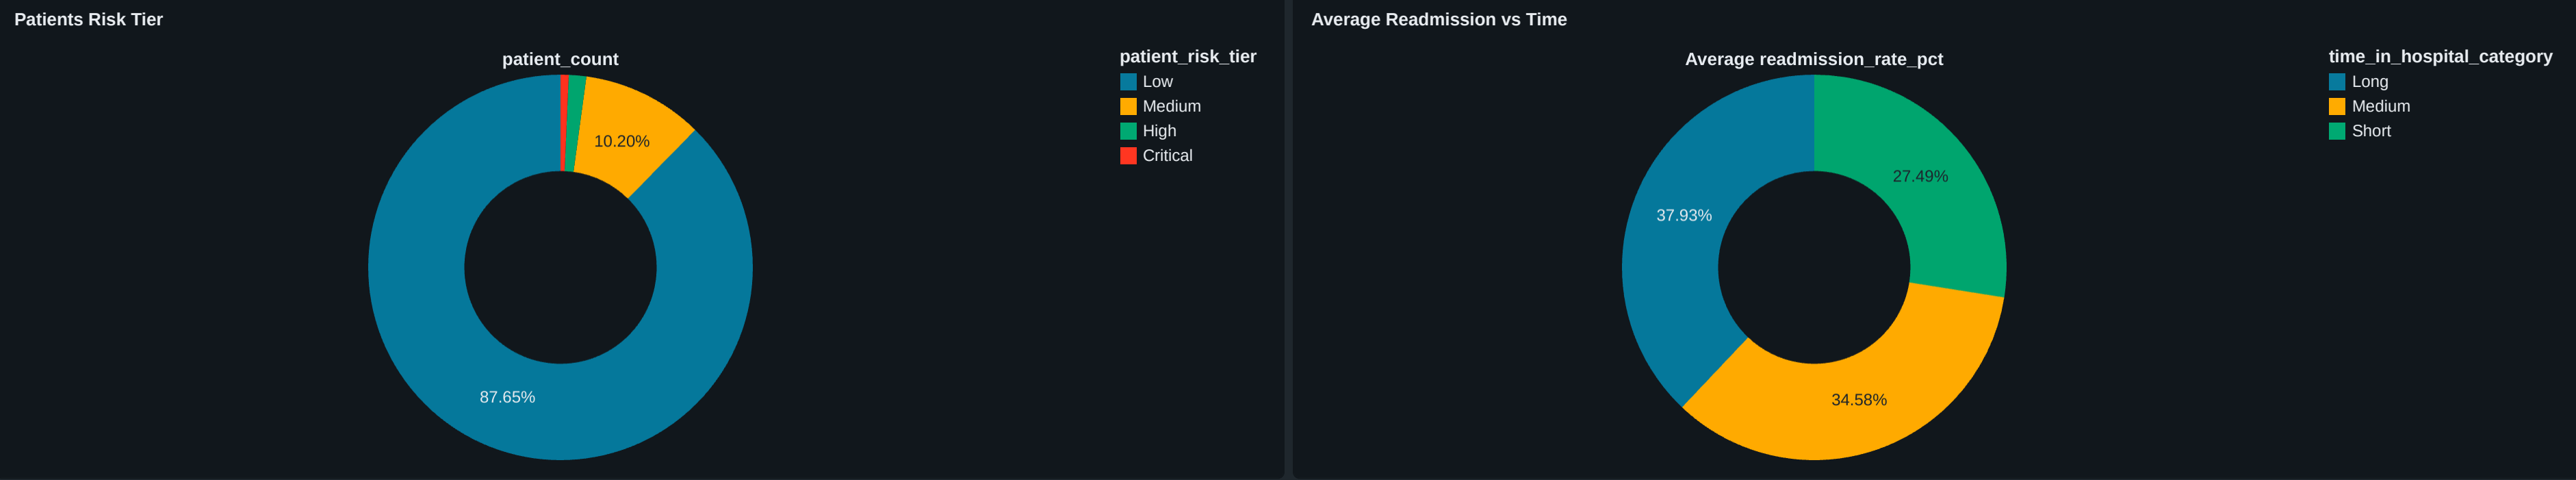 Patients Risk Tier
patient_count
10.20%
87.65%
patient_risk_tier
Low
Medium
High
Critical
Average Readmission vs Time
Average readmission_rate_pct
27.49%
37.93%
34.58%
time_in_hospital_category
Long
Medium
Short